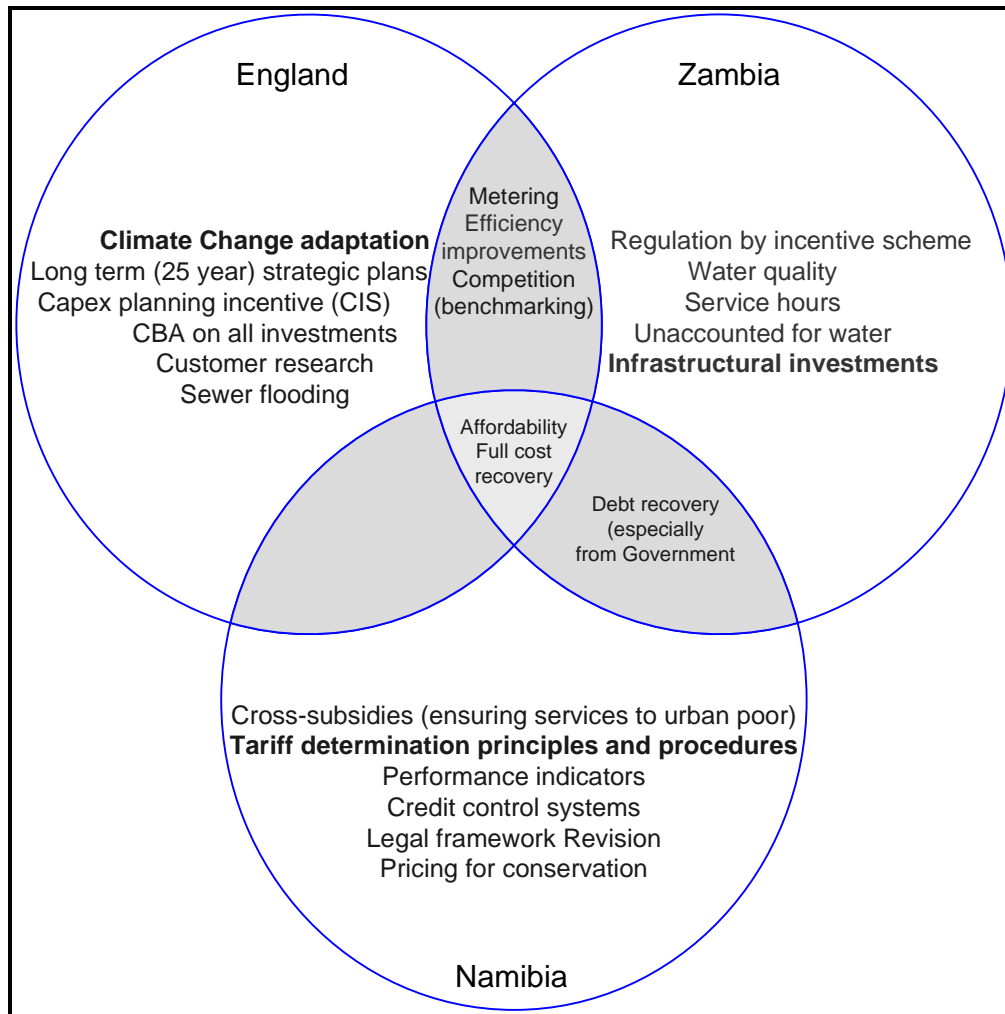 England
Zambia
Metering
Efficiency
improvements
Competition
(benchmarking)
Climate Change adaptation
Long term (25 year) strategic plans
Capex planning incentive (CIS)
CBA on all investments
Customer research
Sewer flooding
Regulation by incentive scheme
Water quality
Service hours
Unaccounted for water
Infrastructural investments
Affordability
Full cost
recovery
Debt recovery
(especially
from Government
Cross-subsidies (ensuring services to urban poor)
Tariff determination principles and procedures
Performance indicators
Credit control systems
Legal framework Revision
Pricing for conservation
Namibia